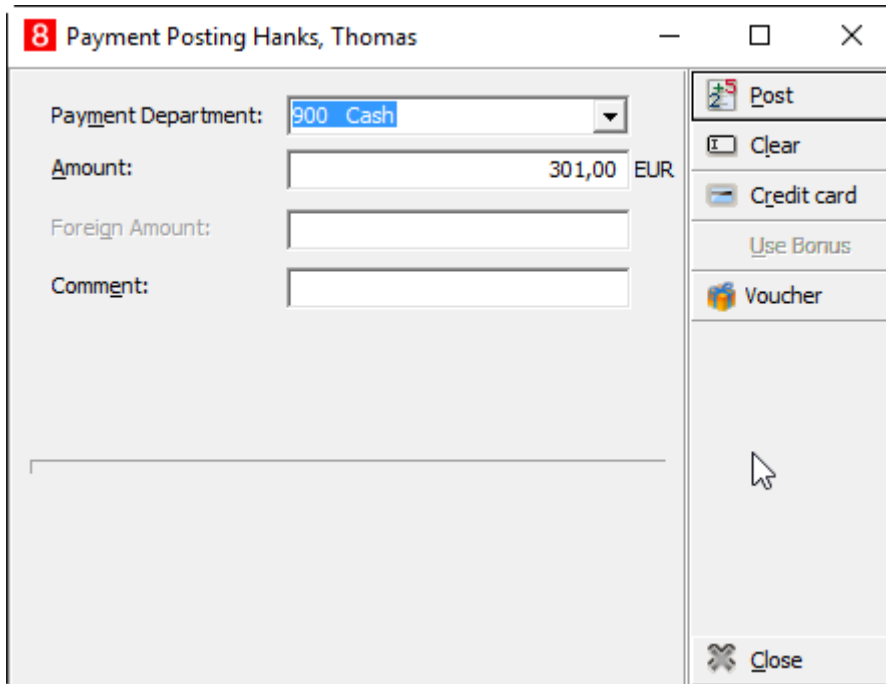 8 Payment Posting Hanks, Thomas
Payment Department: 900 Cash
Amount: 301,00 EUR
Foreign Amount:
Comment:
Post
Clear
Credit card
Use Bonus
Voucher
Close